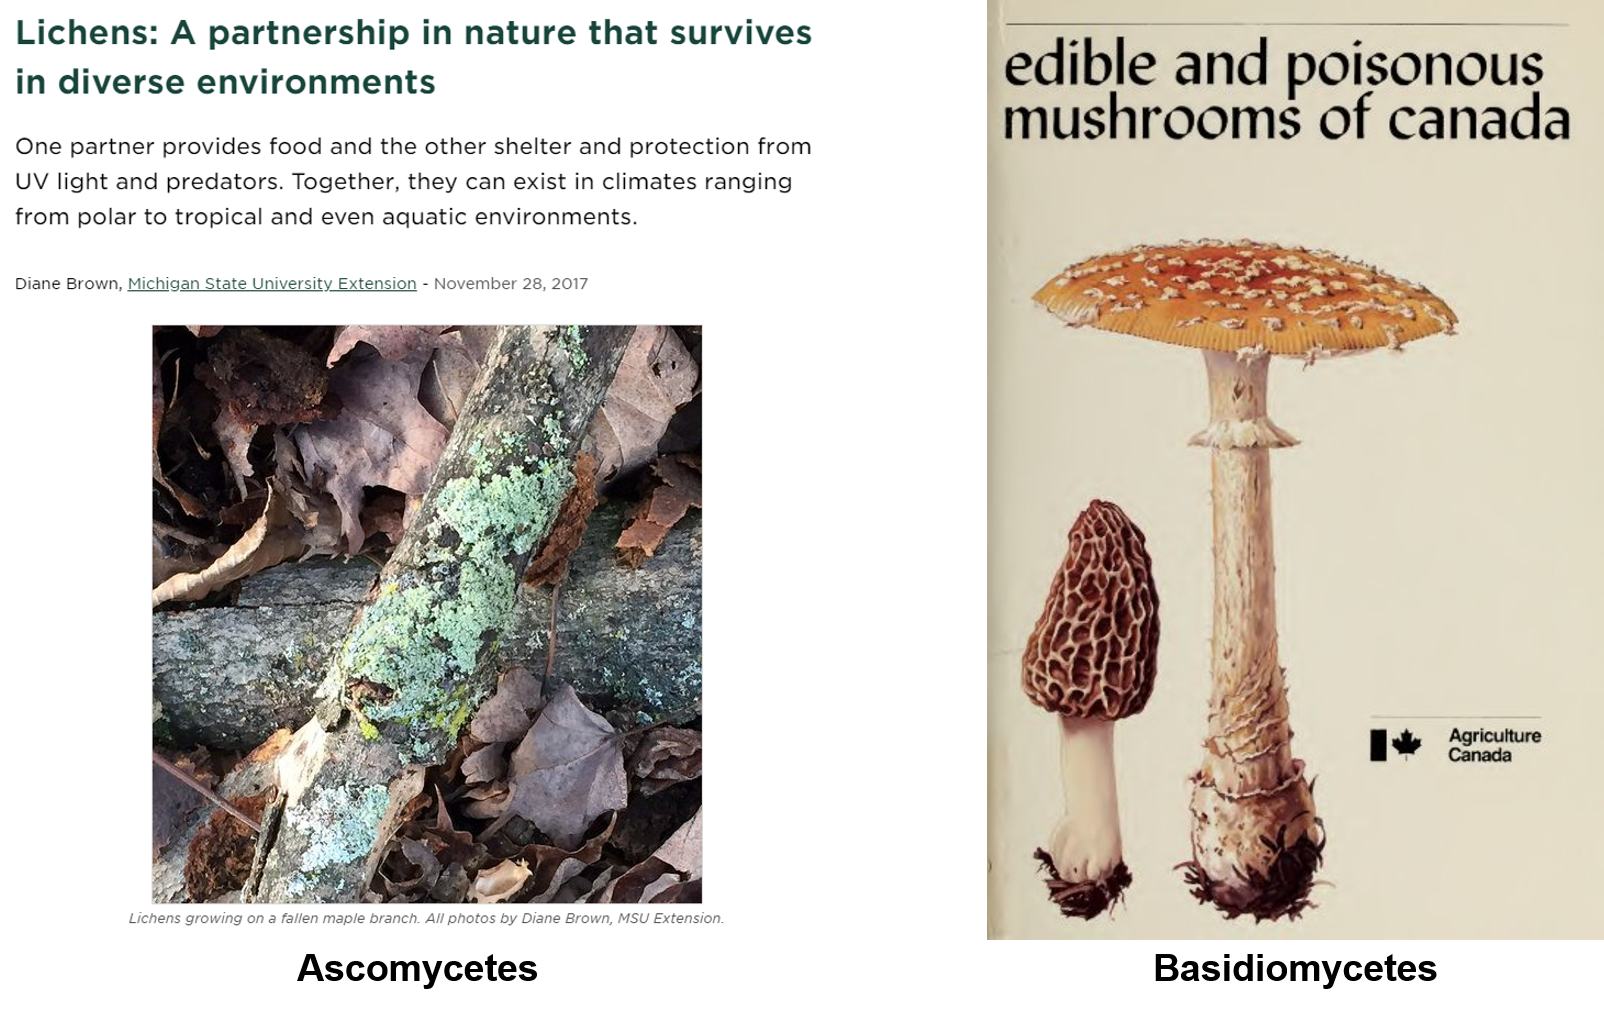 Lichens: A partnership in nature that survives
in diverse environments
One partner provides food and the other shelter and protection from
UV light and predators. Together, they can exist in climates ranging
from polar to tropical and even aquatic environments.
Diane Brown, Michigan State University Extension - November 28, 2017
Lichens growing on a fallen maple branch. All photos by Diane Brown, MSU Extension.
Ascomycetes
edible and poisonous
mushrooms of canada
Agriculture
Canada
Basidiomycetes